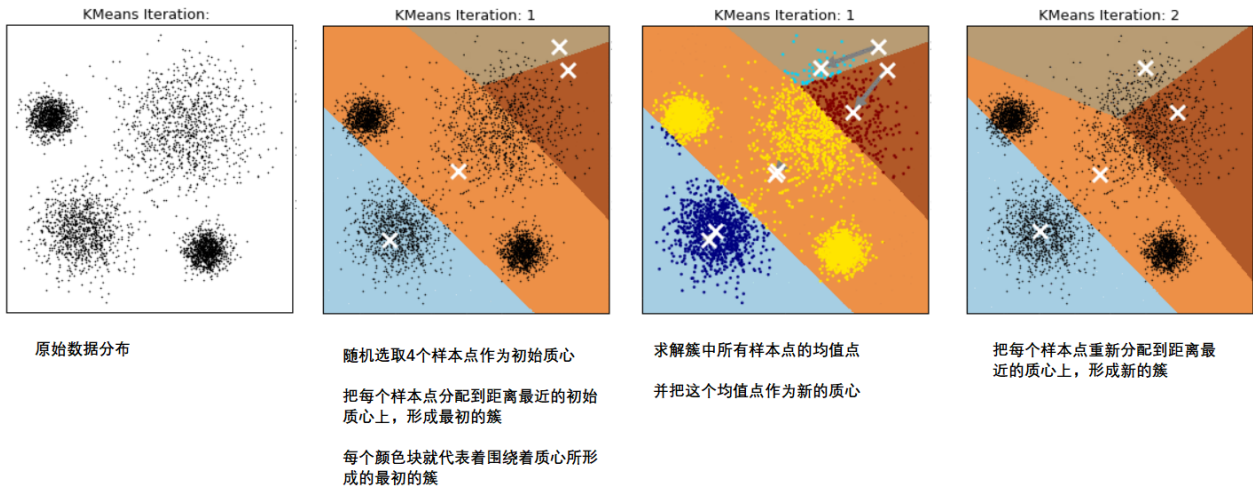 KMeans Iteration:
KMeans Iteration: 1
KMeans Iteration: 1
KMeans Iteration: 2
原始数据分布
随机选取4个样本点作为初始质心
把每个样本点分配到距离最近的初始
质心上，形成最初的簇
每个颜色块就代表着围绕着质心所形
成的最初的簇
求解簇中所有样本点的均值点
并把这个均值点作为新的质心
把每个样本点重新分配到距离最
近的质心上，形成新的簇